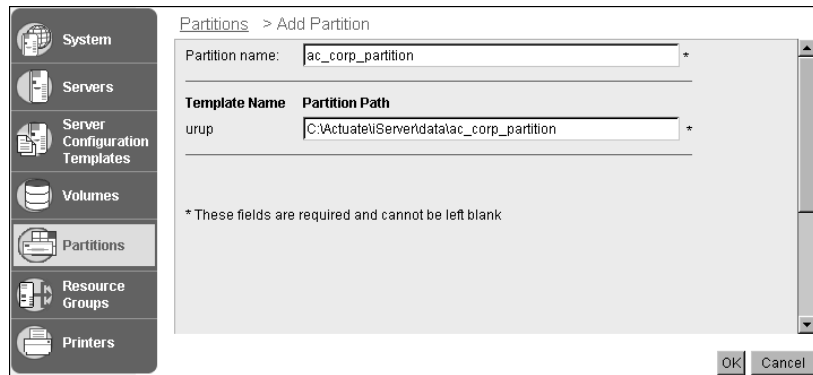 System
Servers
Server
Configuration
Templates
Volumes
Partitions
Resource
Groups
Printers
Partitions > Add Partition
Partition name: ac_corp_partition *
Template Name Partition Path
urup C:\Actuate\iServer\data\ac_corp_partition *
* These fields are required and cannot be left blank
OK Cancel